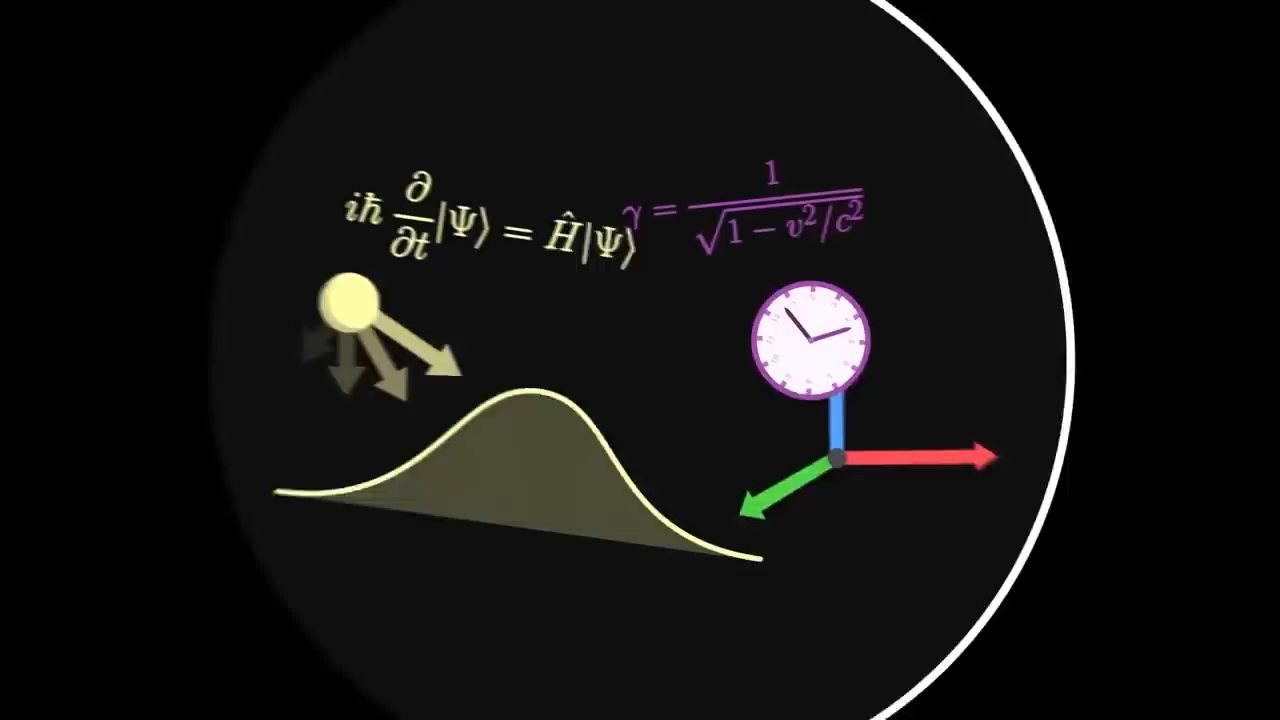 iħ ∂/∂t |Ψ⟩ = Ĥ|Ψ⟩
γ = 1/√(1 − v²/c²)